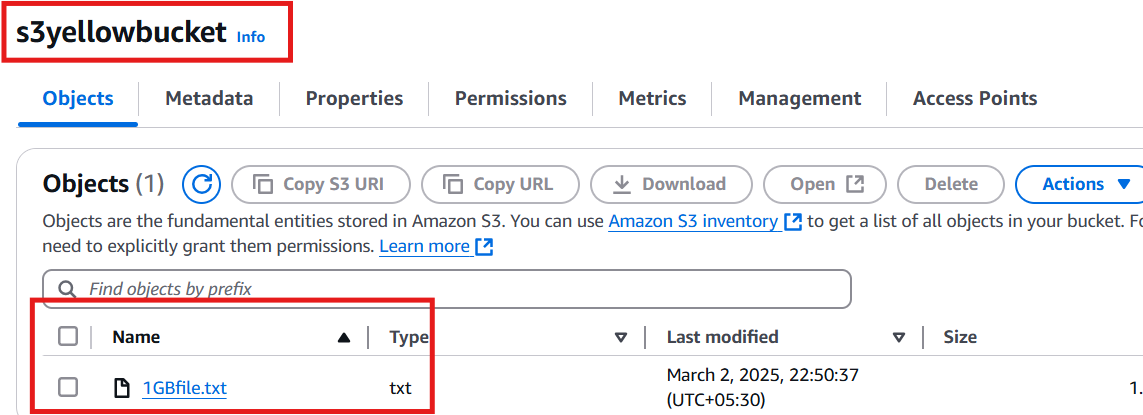 s3yellowbucket Info
Objects Metadata Properties Permissions Metrics Management Access Points
Objects (1) Copy S3 URI Copy URL Download Open Delete Actions
Objects are the fundamental entities stored in Amazon S3. You can use Amazon S3 inventory to get a list of all objects in your bucket. Fo
need to explicitly grant them permissions. Learn more
Find objects by prefix
Name Type Last modified Size
1GBfile.txt txt March 2, 2025, 22:50:37 1.
(UTC+05:30)